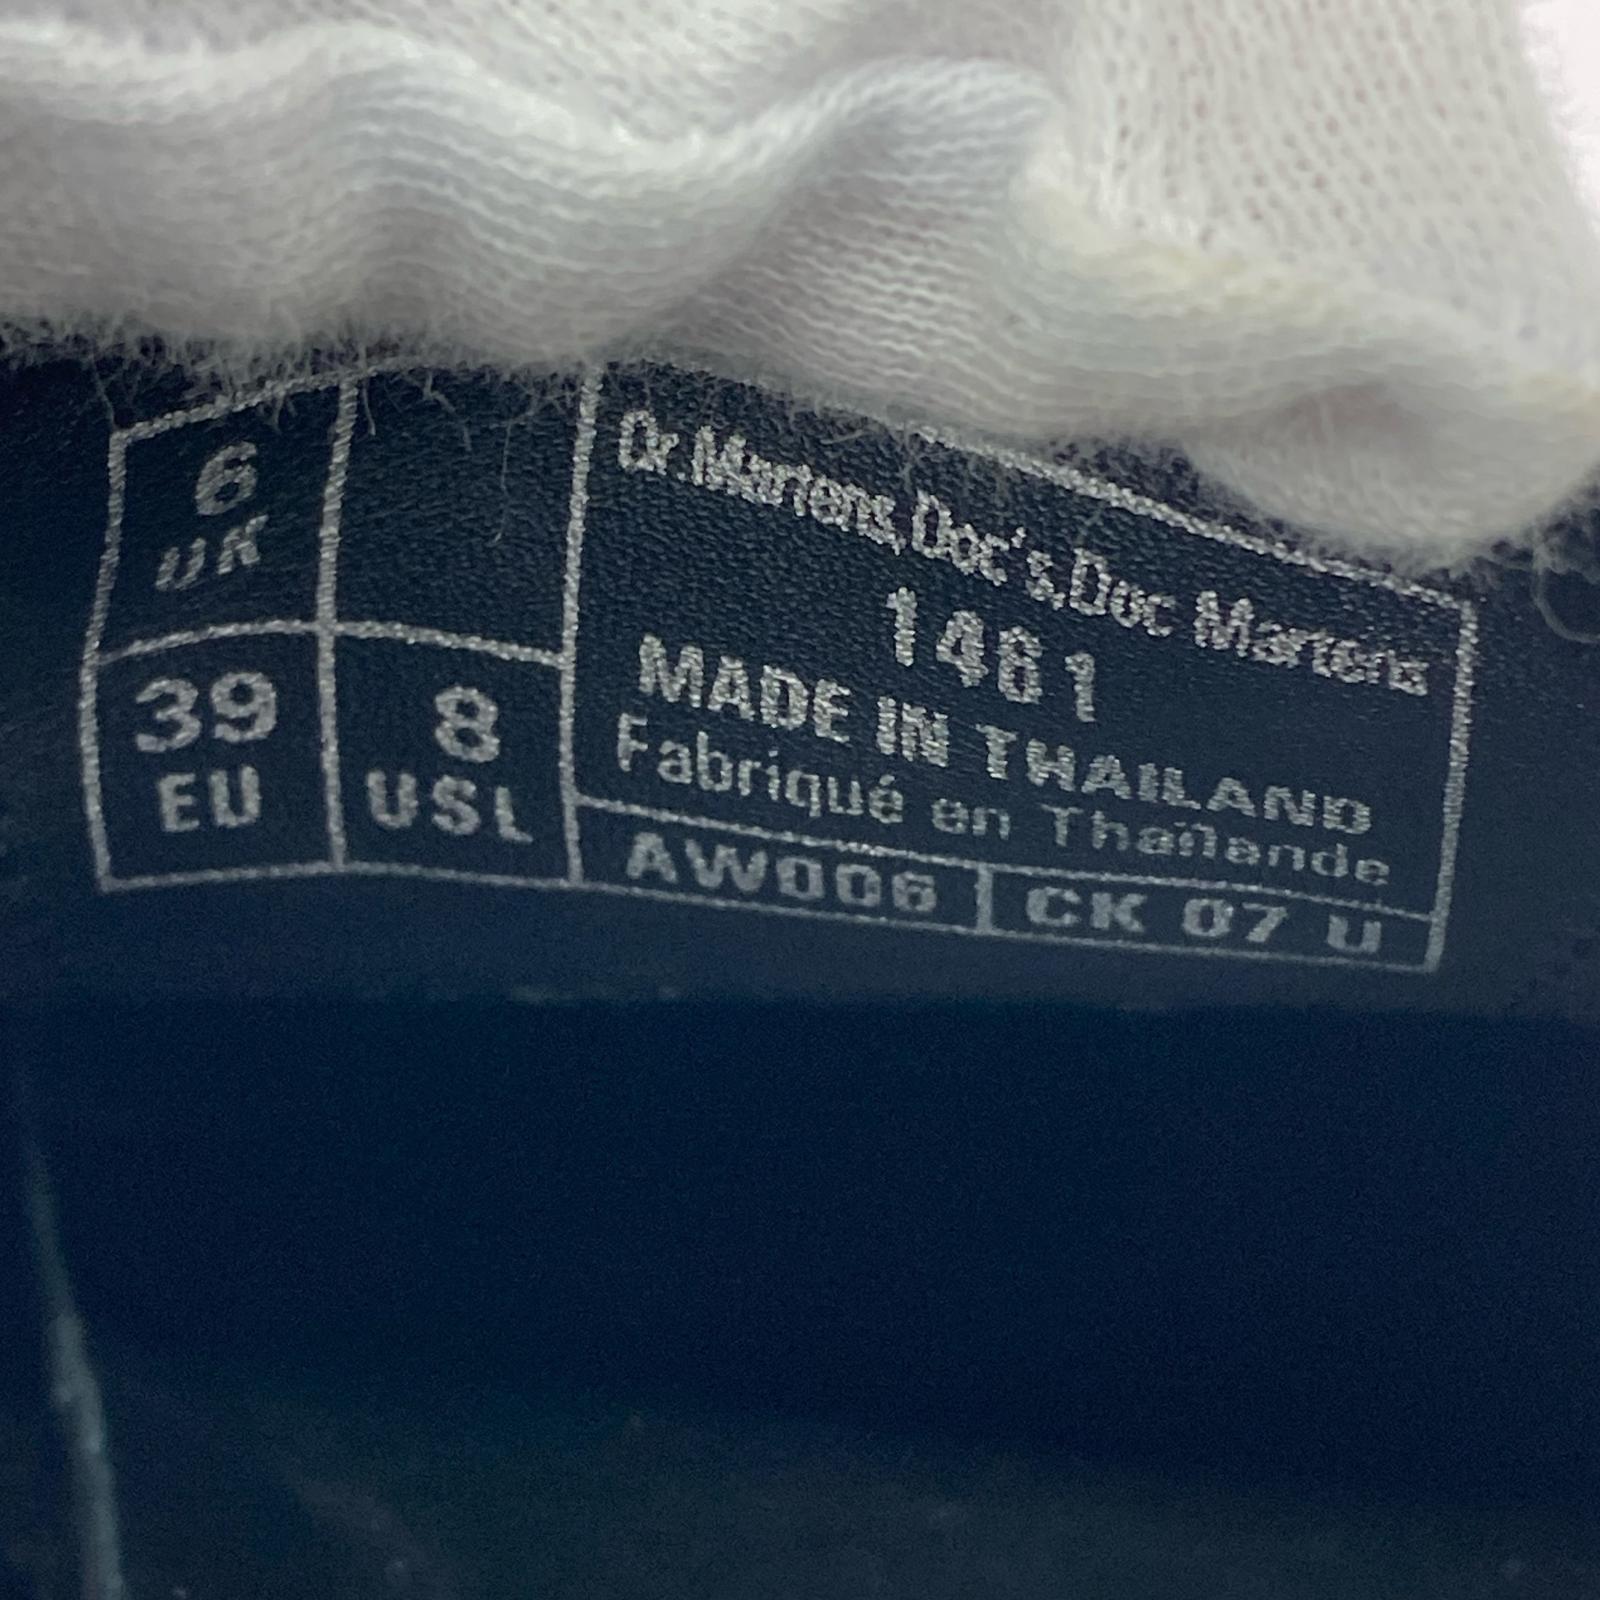 6
UK
39
EU
8
USL
Dr. Martens, Doc's, Doc Martens
1461
MADE IN THAILAND
Fabriqué en Thaïlande
AW006
CK 07 U